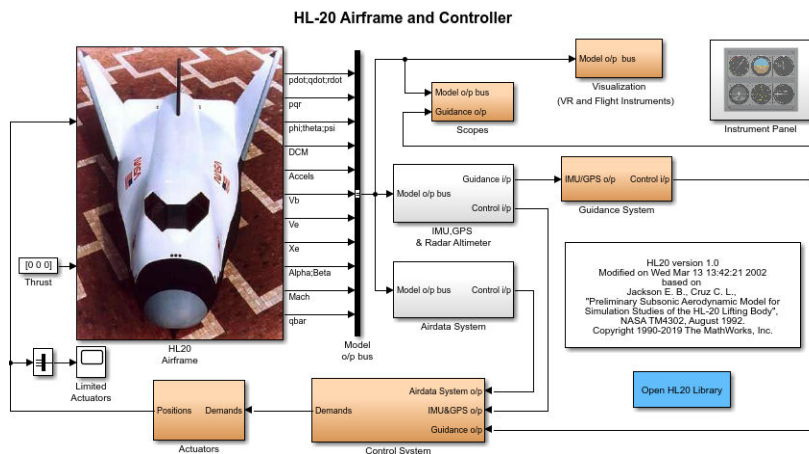 HL-20 Airframe and Controller
pdot;qdot;rdot
pqr
phi;theta;psi
DCM
Accels
Vb
Ve
Xe
Alpha;Beta
Mach
qbar
HL20
Airframe
[0 0 0]
Thrust
Limited
Actuators
Model
o/p bus
Model o/p bus
Guidance o/p
Scopes
Model o/p  bus
Visualization
(VR and Flight Instruments)
Instrument Panel
Model o/p bus
Guidance i/p
Control i/p
IMU,GPS
& Radar Altimeter
IMU/GPS o/p
Control i/p
Guidance System
Model o/p bus
Control i/p
Airdata System
HL20 version 1.0
Modified on Wed Mar 13 13:42:21 2002
based on
Jackson E. B., Cruz C. L.,
"Preliminary Subsonic Aerodynamic Model for
Simulation Studies of the HL-20 Lifting Body",
NASA TM4302, August 1992.
Copyright 1990-2019 The MathWorks, Inc.
Open HL20 Library
Positions
Demands
Actuators
Demands
Airdata System o/p
IMU&GPS o/p
Guidance o/p
Control System